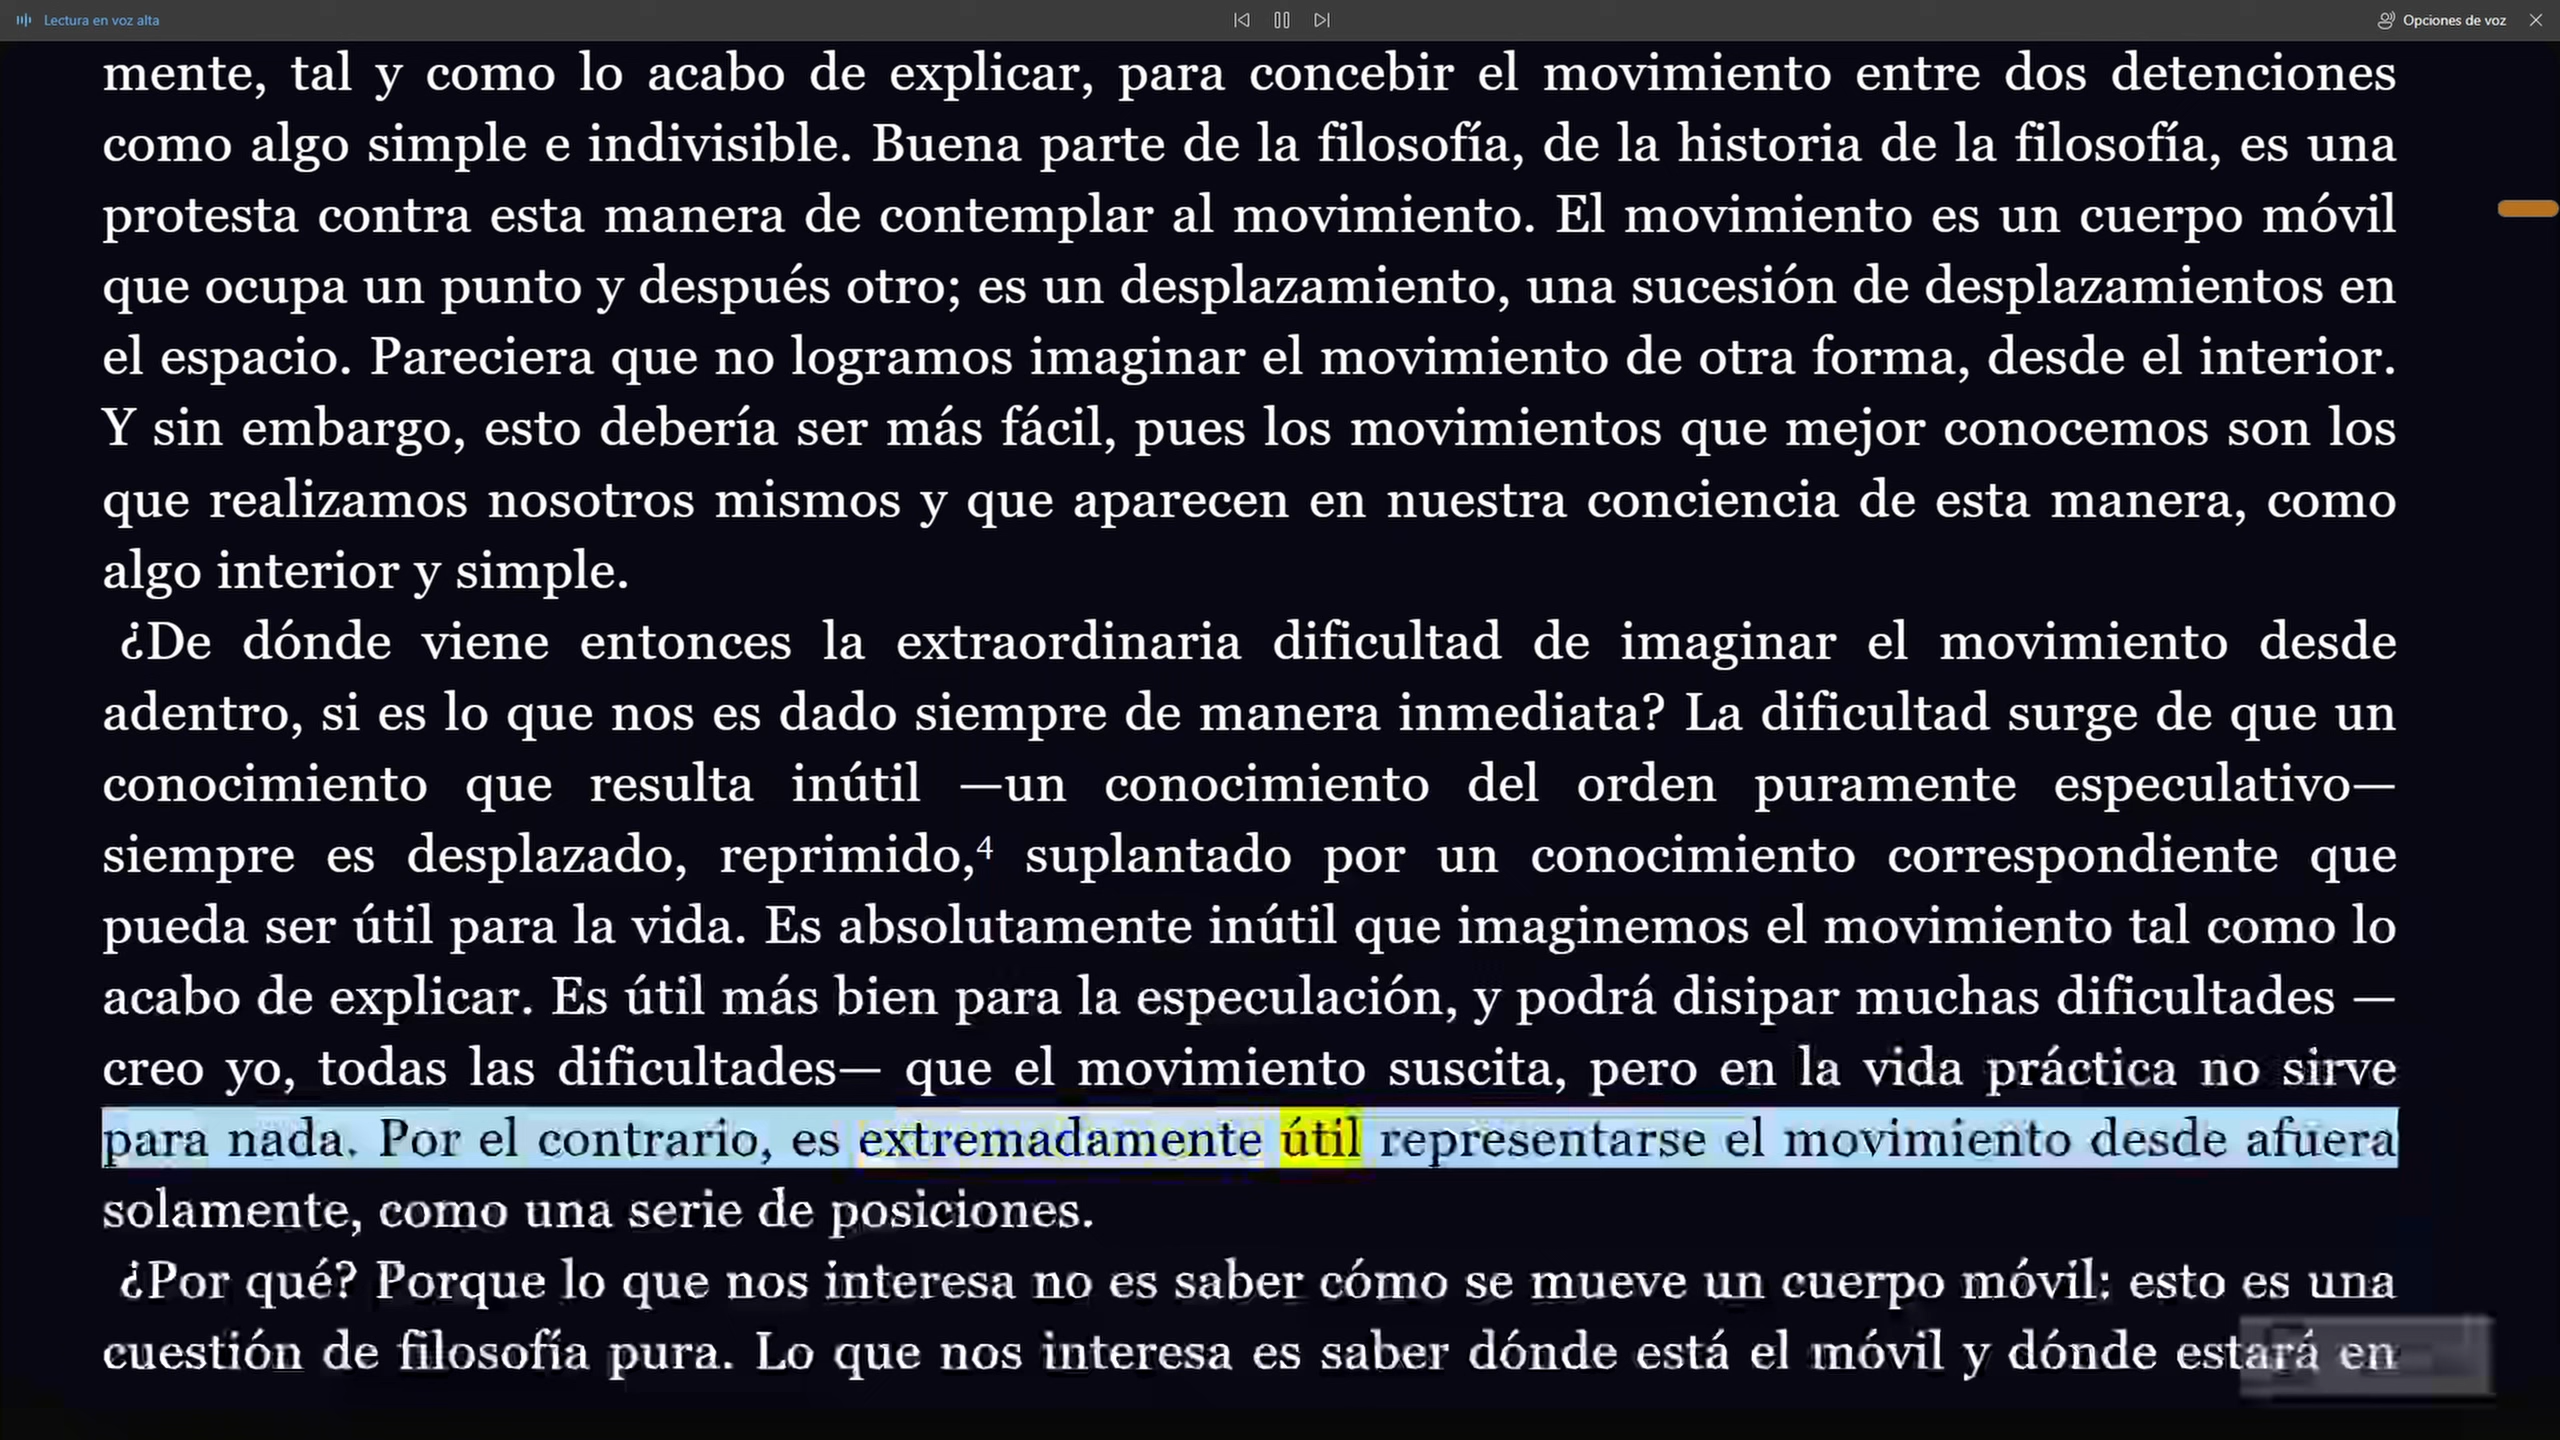 Lectura en voz alta
Opciones de voz
mente, tal y como lo acabo de explicar, para concebir el movimiento entre dos detenciones
como algo simple e indivisible. Buena parte de la filosofía, de la historia de la filosofía, es una
protesta contra esta manera de contemplar al movimiento. El movimiento es un cuerpo móvil
que ocupa un punto y después otro; es un desplazamiento, una sucesión de desplazamientos en
el espacio. Pareciera que no logramos imaginar el movimiento de otra forma, desde el interior.
Y sin embargo, esto debería ser más fácil, pues los movimientos que mejor conocemos son los
que realizamos nosotros mismos y que aparecen en nuestra conciencia de esta manera, como
algo interior y simple.
¿De dónde viene entonces la extraordinaria dificultad de imaginar el movimiento desde
adentro, si es lo que nos es dado siempre de manera inmediata? La dificultad surge de que un
conocimiento que resulta inútil —un conocimiento del orden puramente especulativo—
siempre es desplazado, reprimido,⁴ suplantado por un conocimiento correspondiente que
pueda ser útil para la vida. Es absolutamente inútil que imaginemos el movimiento tal como lo
acabo de explicar. Es útil más bien para la especulación, y podrá disipar muchas dificultades —
creo yo, todas las dificultades— que el movimiento suscita, pero en la vida práctica no sirve
para nada. Por el contrario, es extremadamente útil representarse el movimiento desde afuera
solamente, como una serie de posiciones.
¿Por qué? Porque lo que nos interesa no es saber cómo se mueve un cuerpo móvil: esto es una
cuestión de filosofía pura. Lo que nos interesa es saber dónde está el móvil y dónde estará en